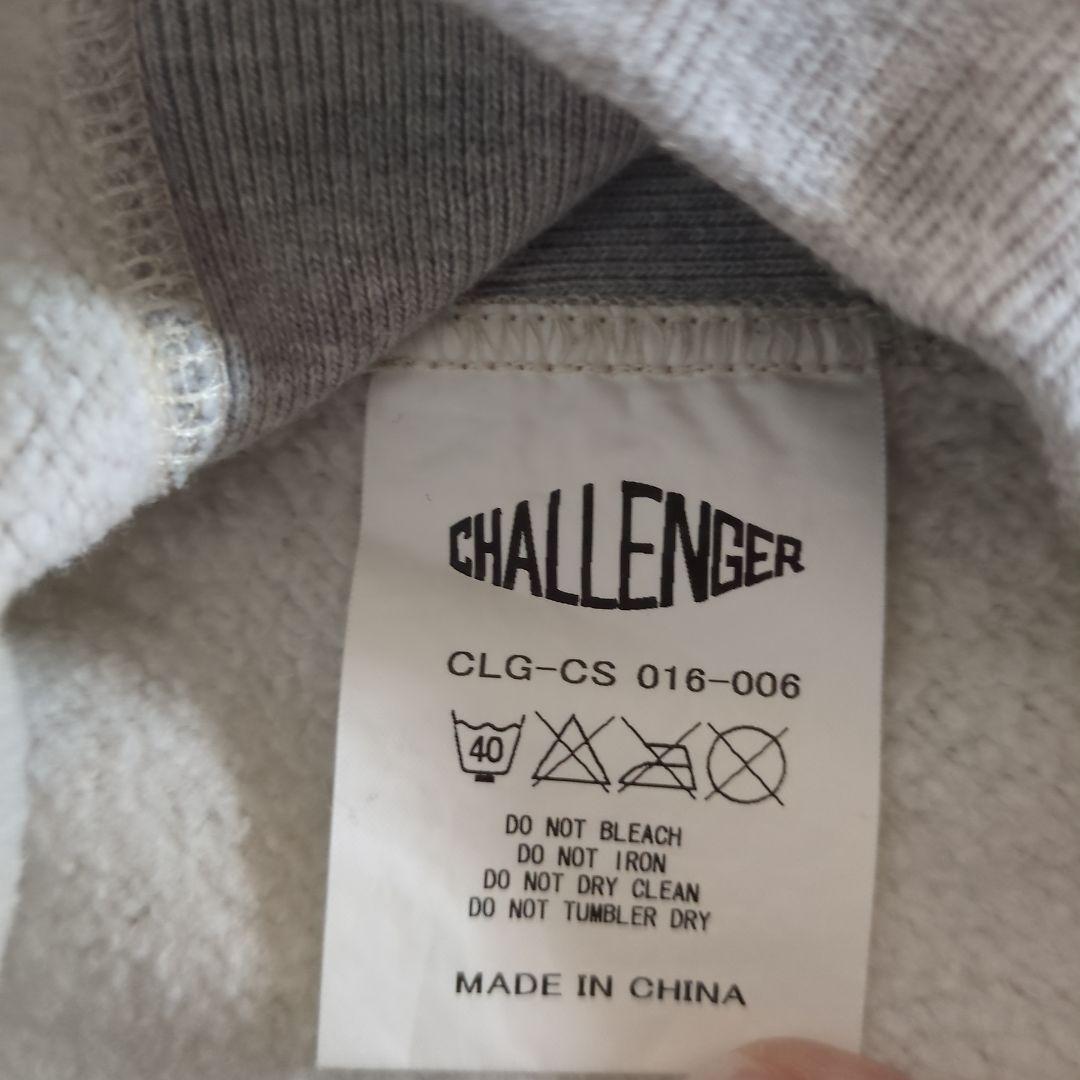 CHALLENGER
CLG-CS 016-006
40
DO NOT BLEACH
DO NOT IRON
DO NOT DRY CLEAN
DO NOT TUMBLER DRY
MADE IN CHINA